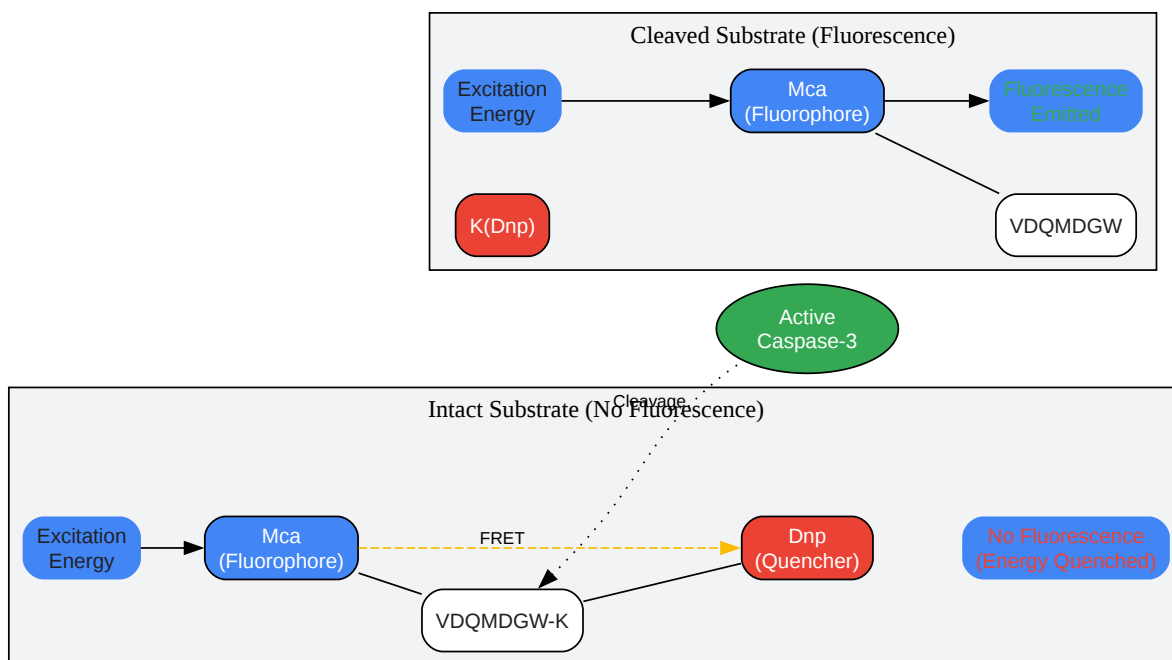 Cleaved Substrate (Fluorescence)
Excitation
Energy
Mca
(Fluorophore)
Fluorescence
Emitted
K(Dnp)
VDQMDGW
Active
Caspase-3
Cleavage
Intact Substrate (No Fluorescence)
Excitation
Energy
Mca
(Fluorophore)
FRET
Dnp
(Quencher)
No Fluorescence
(Energy Quenched)
VDQMDGW-K